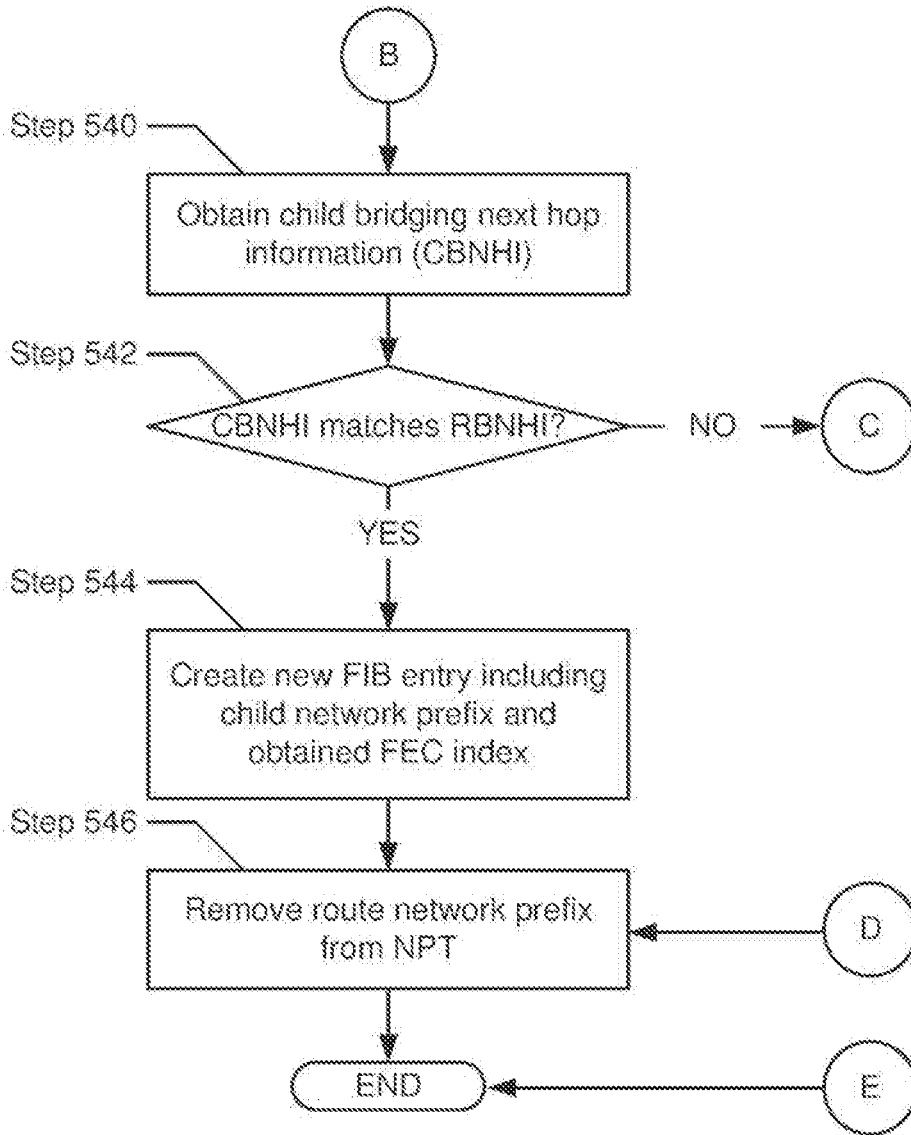 B
Step 540
Obtain child bridging next hop
information (CBNHI)
Step 542
CBNHI matches RBNHI?
NO
C
YES
Step 544
Create new FIB entry including
child network prefix and
obtained FEC index
Step 546
Remove route network prefix
from NPT
D
END
E